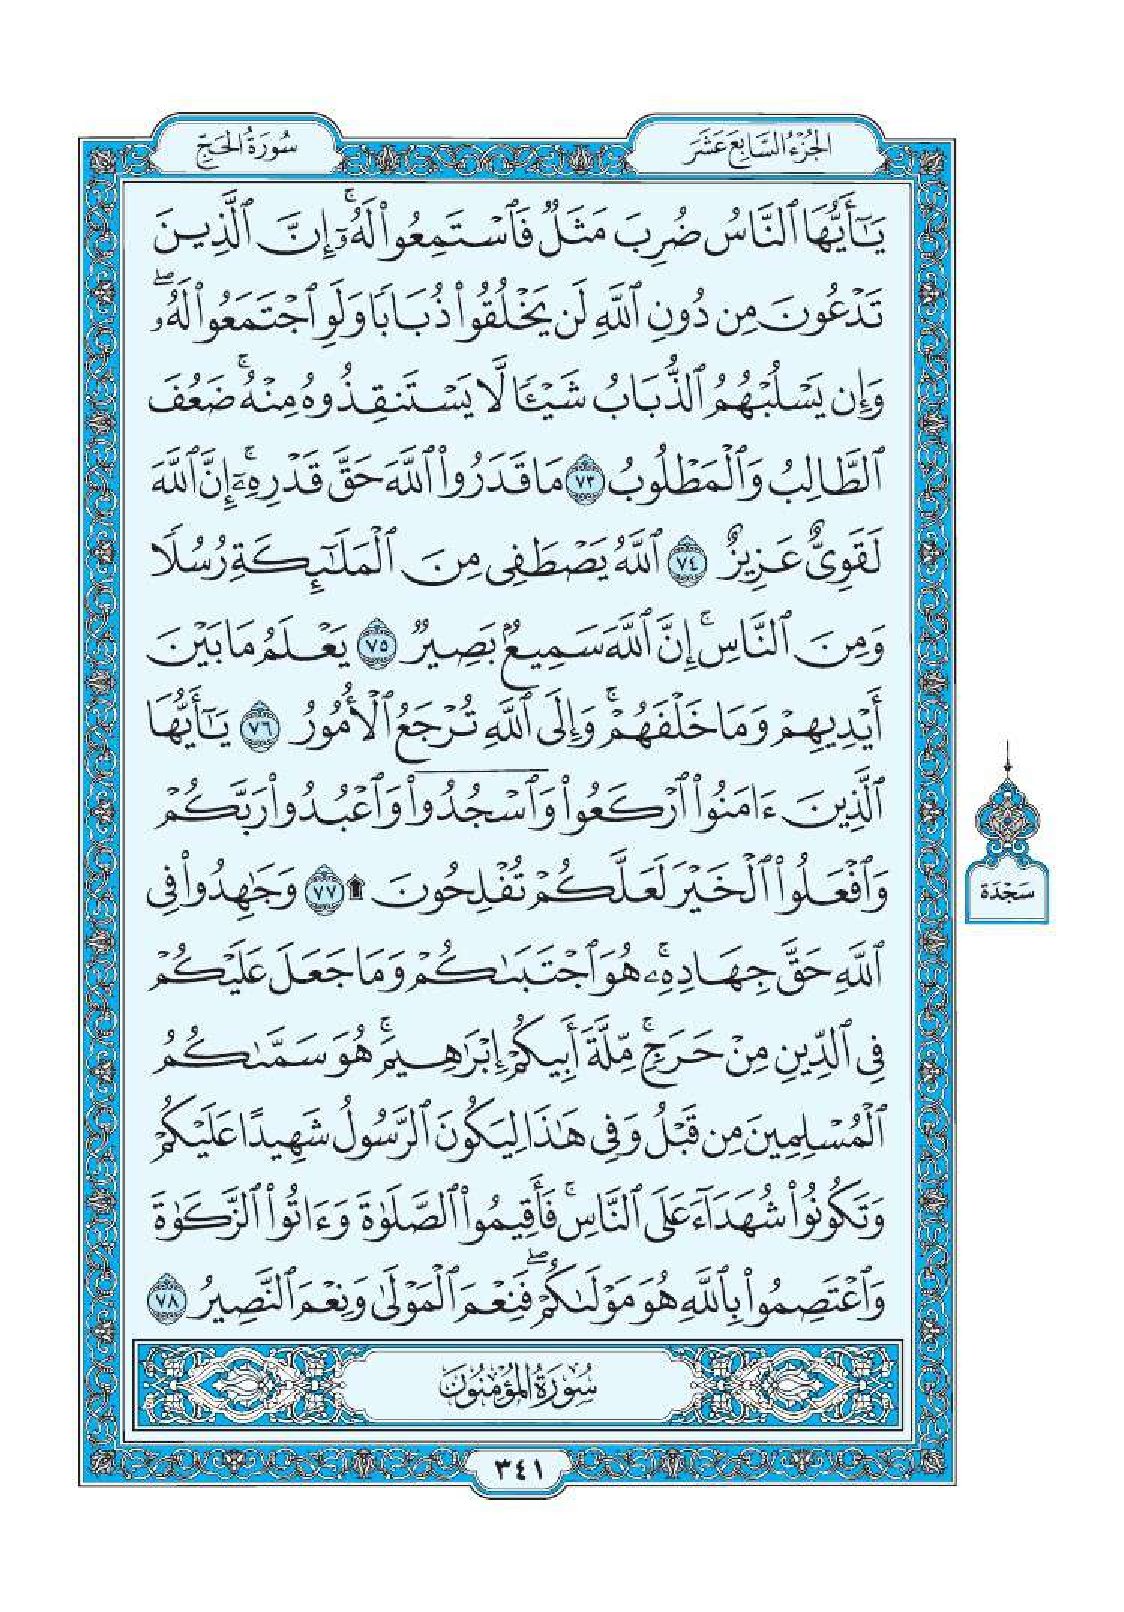 الجُزْءُ السَّابِعَ عَشَرَ
سُورَةُ الحَجِّ
يَـٰٓأَيُّهَا ٱلنَّاسُ ضُرِبَ مَثَلٌ فَٱسْتَمِعُوا۟ لَهُۥٓ ۚ إِنَّ ٱلَّذِينَ
تَدْعُونَ مِن دُونِ ٱللَّهِ لَن يَخْلُقُوا۟ ذُبَابًا وَلَوِ ٱجْتَمَعُوا۟ لَهُۥ ۖ
وَإِن يَسْلُبْهُمُ ٱلذُّبَابُ شَيْـًٔا لَّا يَسْتَنقِذُوهُ مِنْهُ ۚ ضَعُفَ
ٱلطَّالِبُ وَٱلْمَطْلُوبُ ٧٣ مَا قَدَرُوا۟ ٱللَّهَ حَقَّ قَدْرِهِۦٓ ۚ إِنَّ ٱللَّهَ
لَقَوِىٌّ عَزِيزٌ ٧٤ ٱللَّهُ يَصْطَفِى مِنَ ٱلْمَلَـٰٓئِكَةِ رُسُلًا
وَمِنَ ٱلنَّاسِ ۚ إِنَّ ٱللَّهَ سَمِيعٌۢ بَصِيرٌ ٧٥ يَعْلَمُ مَا بَيْنَ
أَيْدِيهِمْ وَمَا خَلْفَهُمْ ۗ وَإِلَى ٱللَّهِ تُرْجَعُ ٱلْأُمُورُ ٧٦ يَـٰٓأَيُّهَا
ٱلَّذِينَ ءَامَنُوا۟ ٱرْكَعُوا۟ وَٱسْجُدُوا۟ وَٱعْبُدُوا۟ رَبَّكُمْ
وَٱفْعَلُوا۟ ٱلْخَيْرَ لَعَلَّكُمْ تُفْلِحُونَ ۩ ٧٧ وَجَـٰهِدُوا۟ فِى
سَجْدَة
ٱللَّهِ حَقَّ جِهَادِهِۦ ۚ هُوَ ٱجْتَبَىٰكُمْ وَمَا جَعَلَ عَلَيْكُمْ
فِى ٱلدِّينِ مِنْ حَرَجٍ ۚ مِّلَّةَ أَبِيكُمْ إِبْرَٰهِيمَ ۚ هُوَ سَمَّىٰكُمُ
ٱلْمُسْلِمِينَ مِن قَبْلُ وَفِى هَـٰذَا لِيَكُونَ ٱلرَّسُولُ شَهِيدًا عَلَيْكُمْ
وَتَكُونُوا۟ شُهَدَآءَ عَلَى ٱلنَّاسِ ۚ فَأَقِيمُوا۟ ٱلصَّلَوٰةَ وَءَاتُوا۟ ٱلزَّكَوٰةَ
وَٱعْتَصِمُوا۟ بِٱللَّهِ هُوَ مَوْلَىٰكُمْ ۖ فَنِعْمَ ٱلْمَوْلَىٰ وَنِعْمَ ٱلنَّصِيرُ ٧٨
سُورَةُ المُؤْمِنُونَ
٣٤١